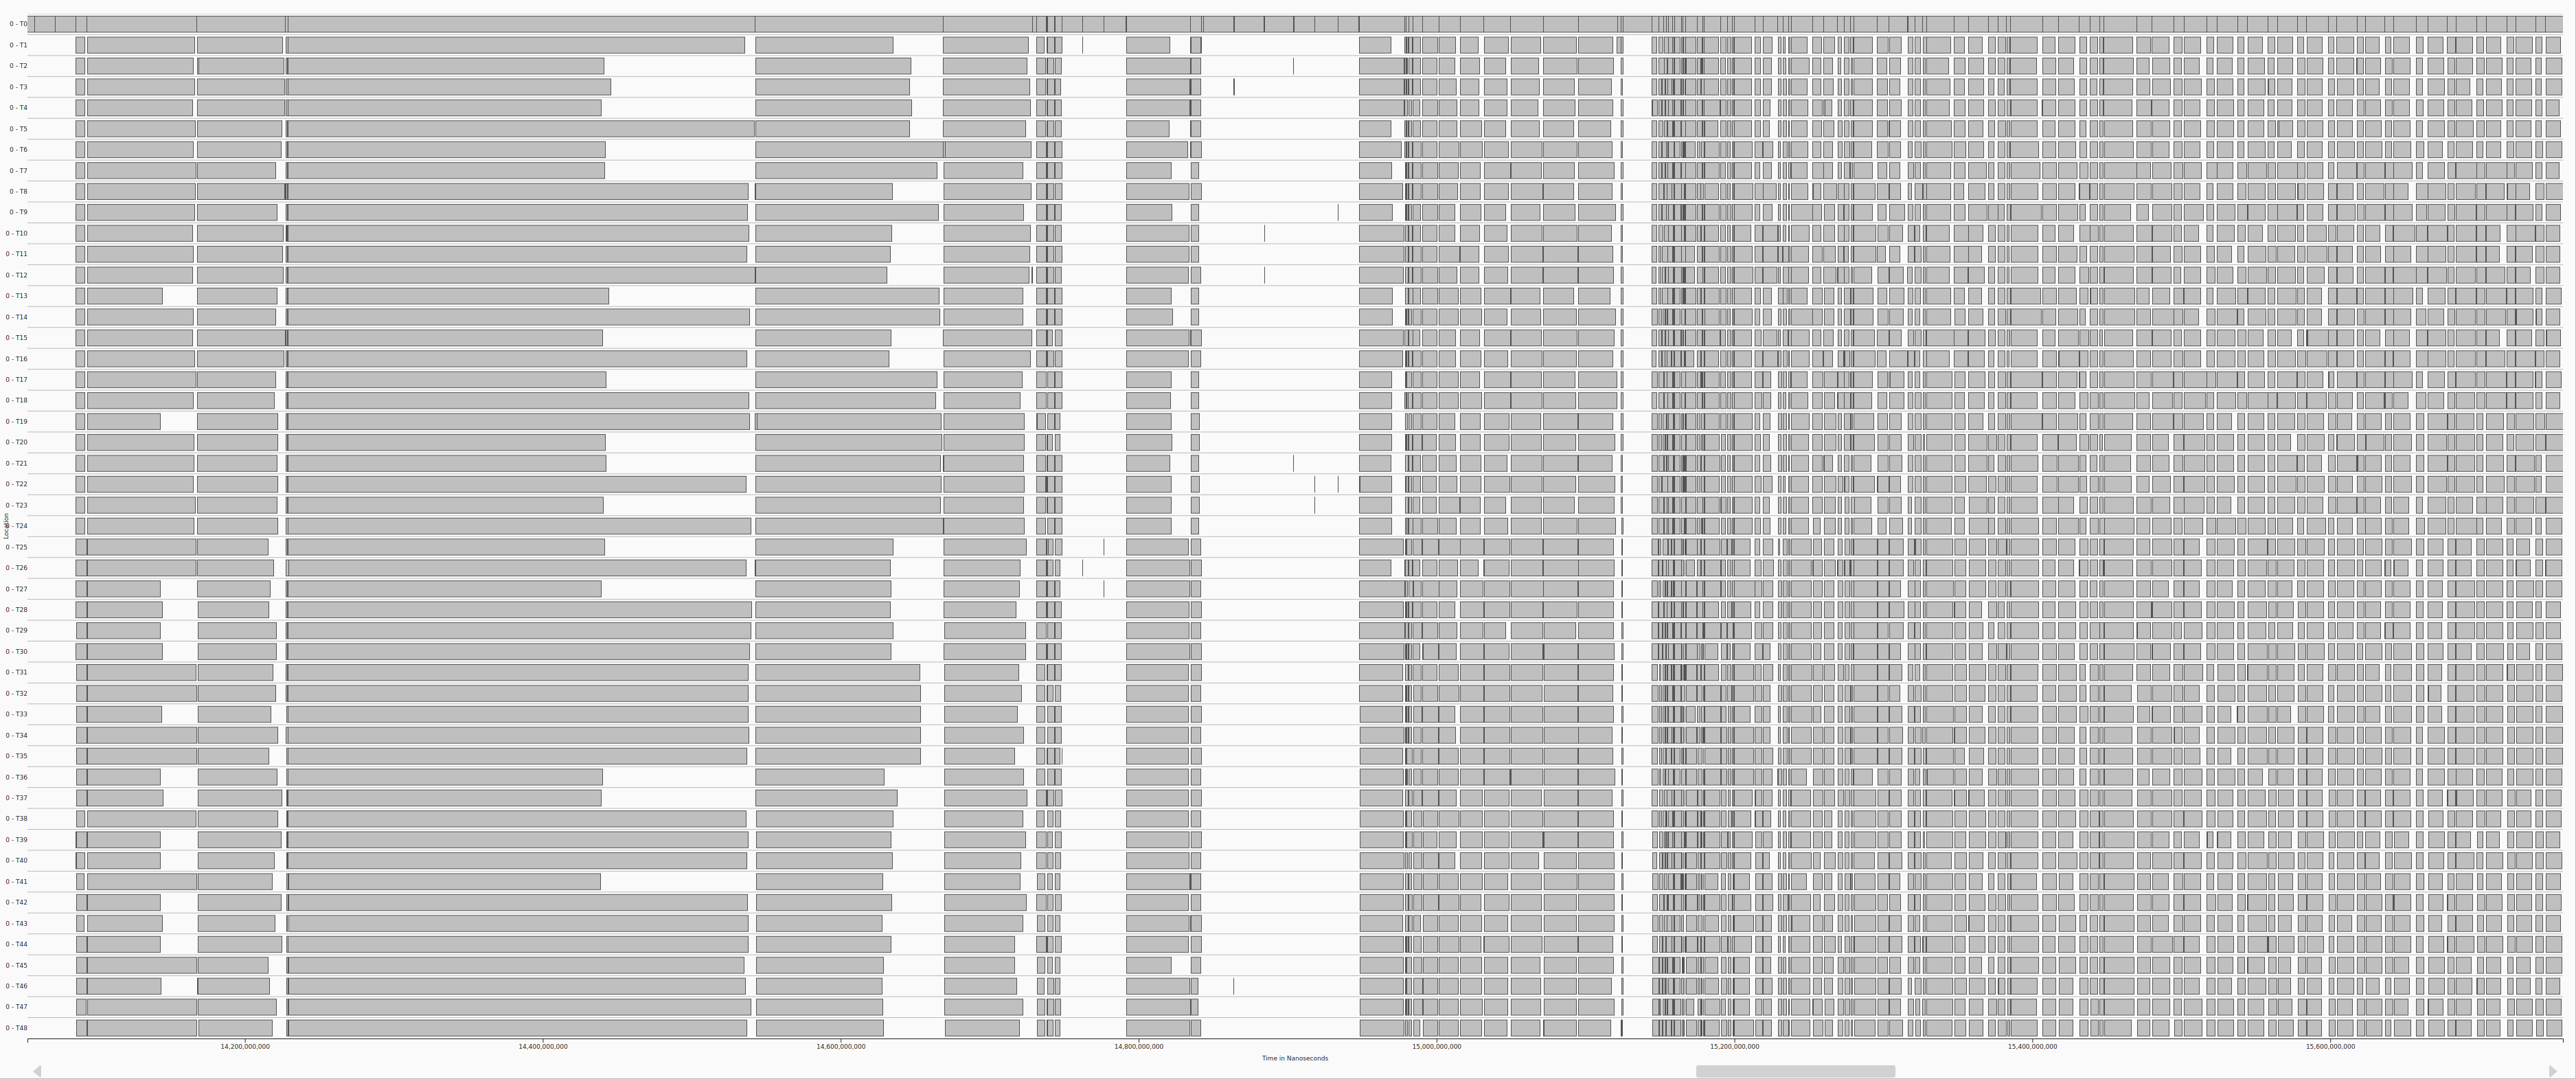 0 - T0
0 - T1
0 - T2
0 - T3
0 - T4
0 - T5
0 - T6
0 - T7
0 - T8
0 - T9
0 - T10
0 - T11
0 - T12
0 - T13
0 - T14
0 - T15
0 - T16
0 - T17
0 - T18
0 - T19
0 - T20
0 - T21
0 - T22
0 - T23
Location
0 - T24
0 - T25
0 - T26
0 - T27
0 - T28
0 - T29
0 - T30
0 - T31
0 - T32
0 - T33
0 - T34
0 - T35
0 - T36
0 - T37
0 - T38
0 - T39
0 - T40
0 - T41
0 - T42
0 - T43
0 - T44
0 - T45
0 - T46
0 - T47
0 - T48
14,200,000,000 14,400,000,000 14,600,000,000 14,800,000,000 15,000,000,000 15,200,000,000 15,400,000,000 15,600,000,000
Time in Nanoseconds